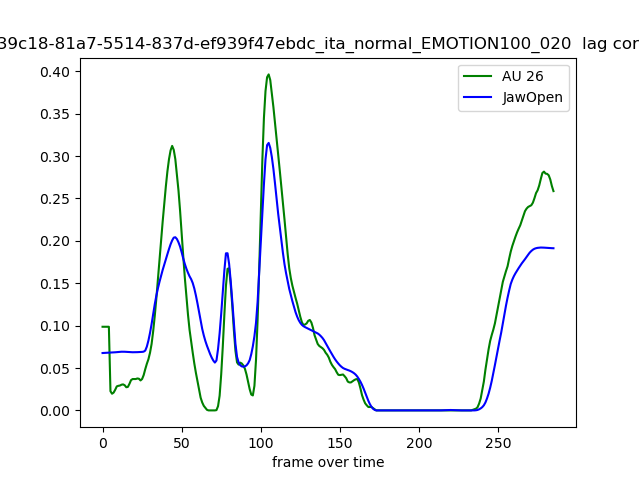 39c18-81a7-5514-837d-ef939f47ebdc_ita_normal_EMOTION100_020 lag cor
AU 26
JawOpen
0.40
0.35
0.30
0.25
0.20
0.15
0.10
0.05
0.00
0 50 100 150 200 250
frame over time